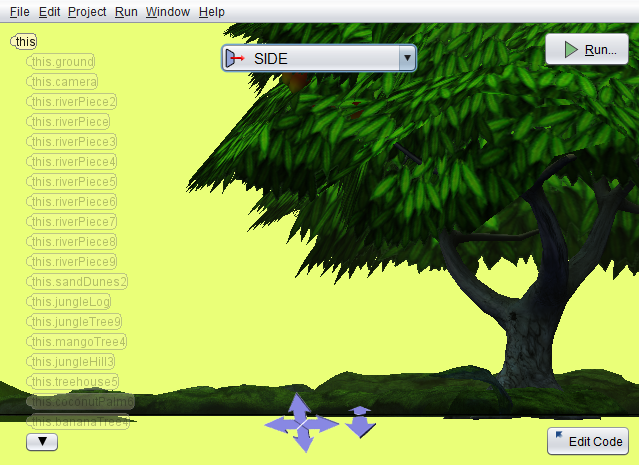 File Edit Project Run Window Help
this
SIDE
Run...
this.ground
this.camera
this.riverPiece2
this.riverPiece
this.riverPiece3
this.riverPiece4
this.riverPiece5
this.riverPiece6
this.riverPiece7
this.riverPiece8
this.riverPiece9
this.sandDunes2
this.jungleLog
this.jungleTree9
this.mangoTree4
this.jungleHill3
this.treehouse5
this.coconutPalm6
this.bananaTree4
Edit Code